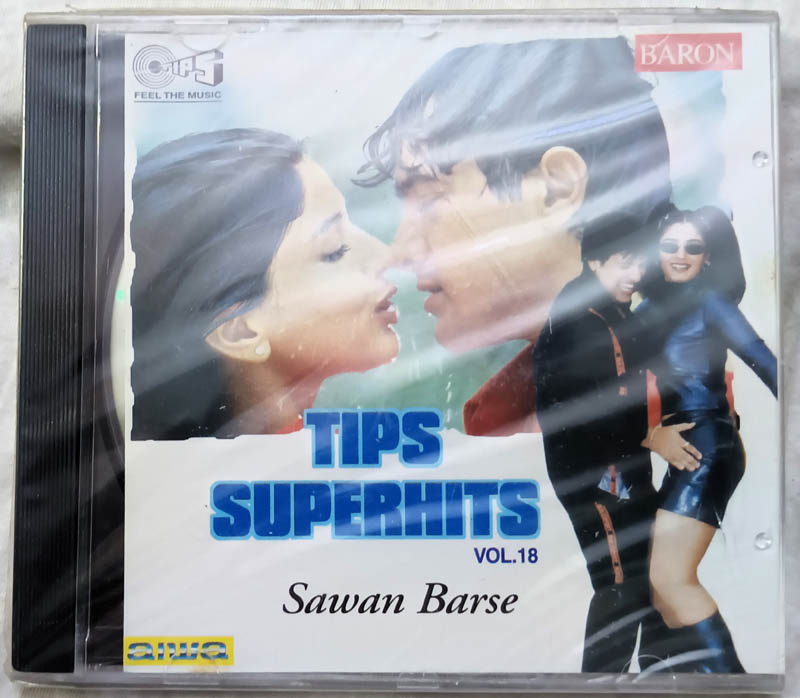 TIPS
FEEL THE MUSIC
BARON
TIPS
SUPERHITS
VOL.18
Sawan Barse
aiwa